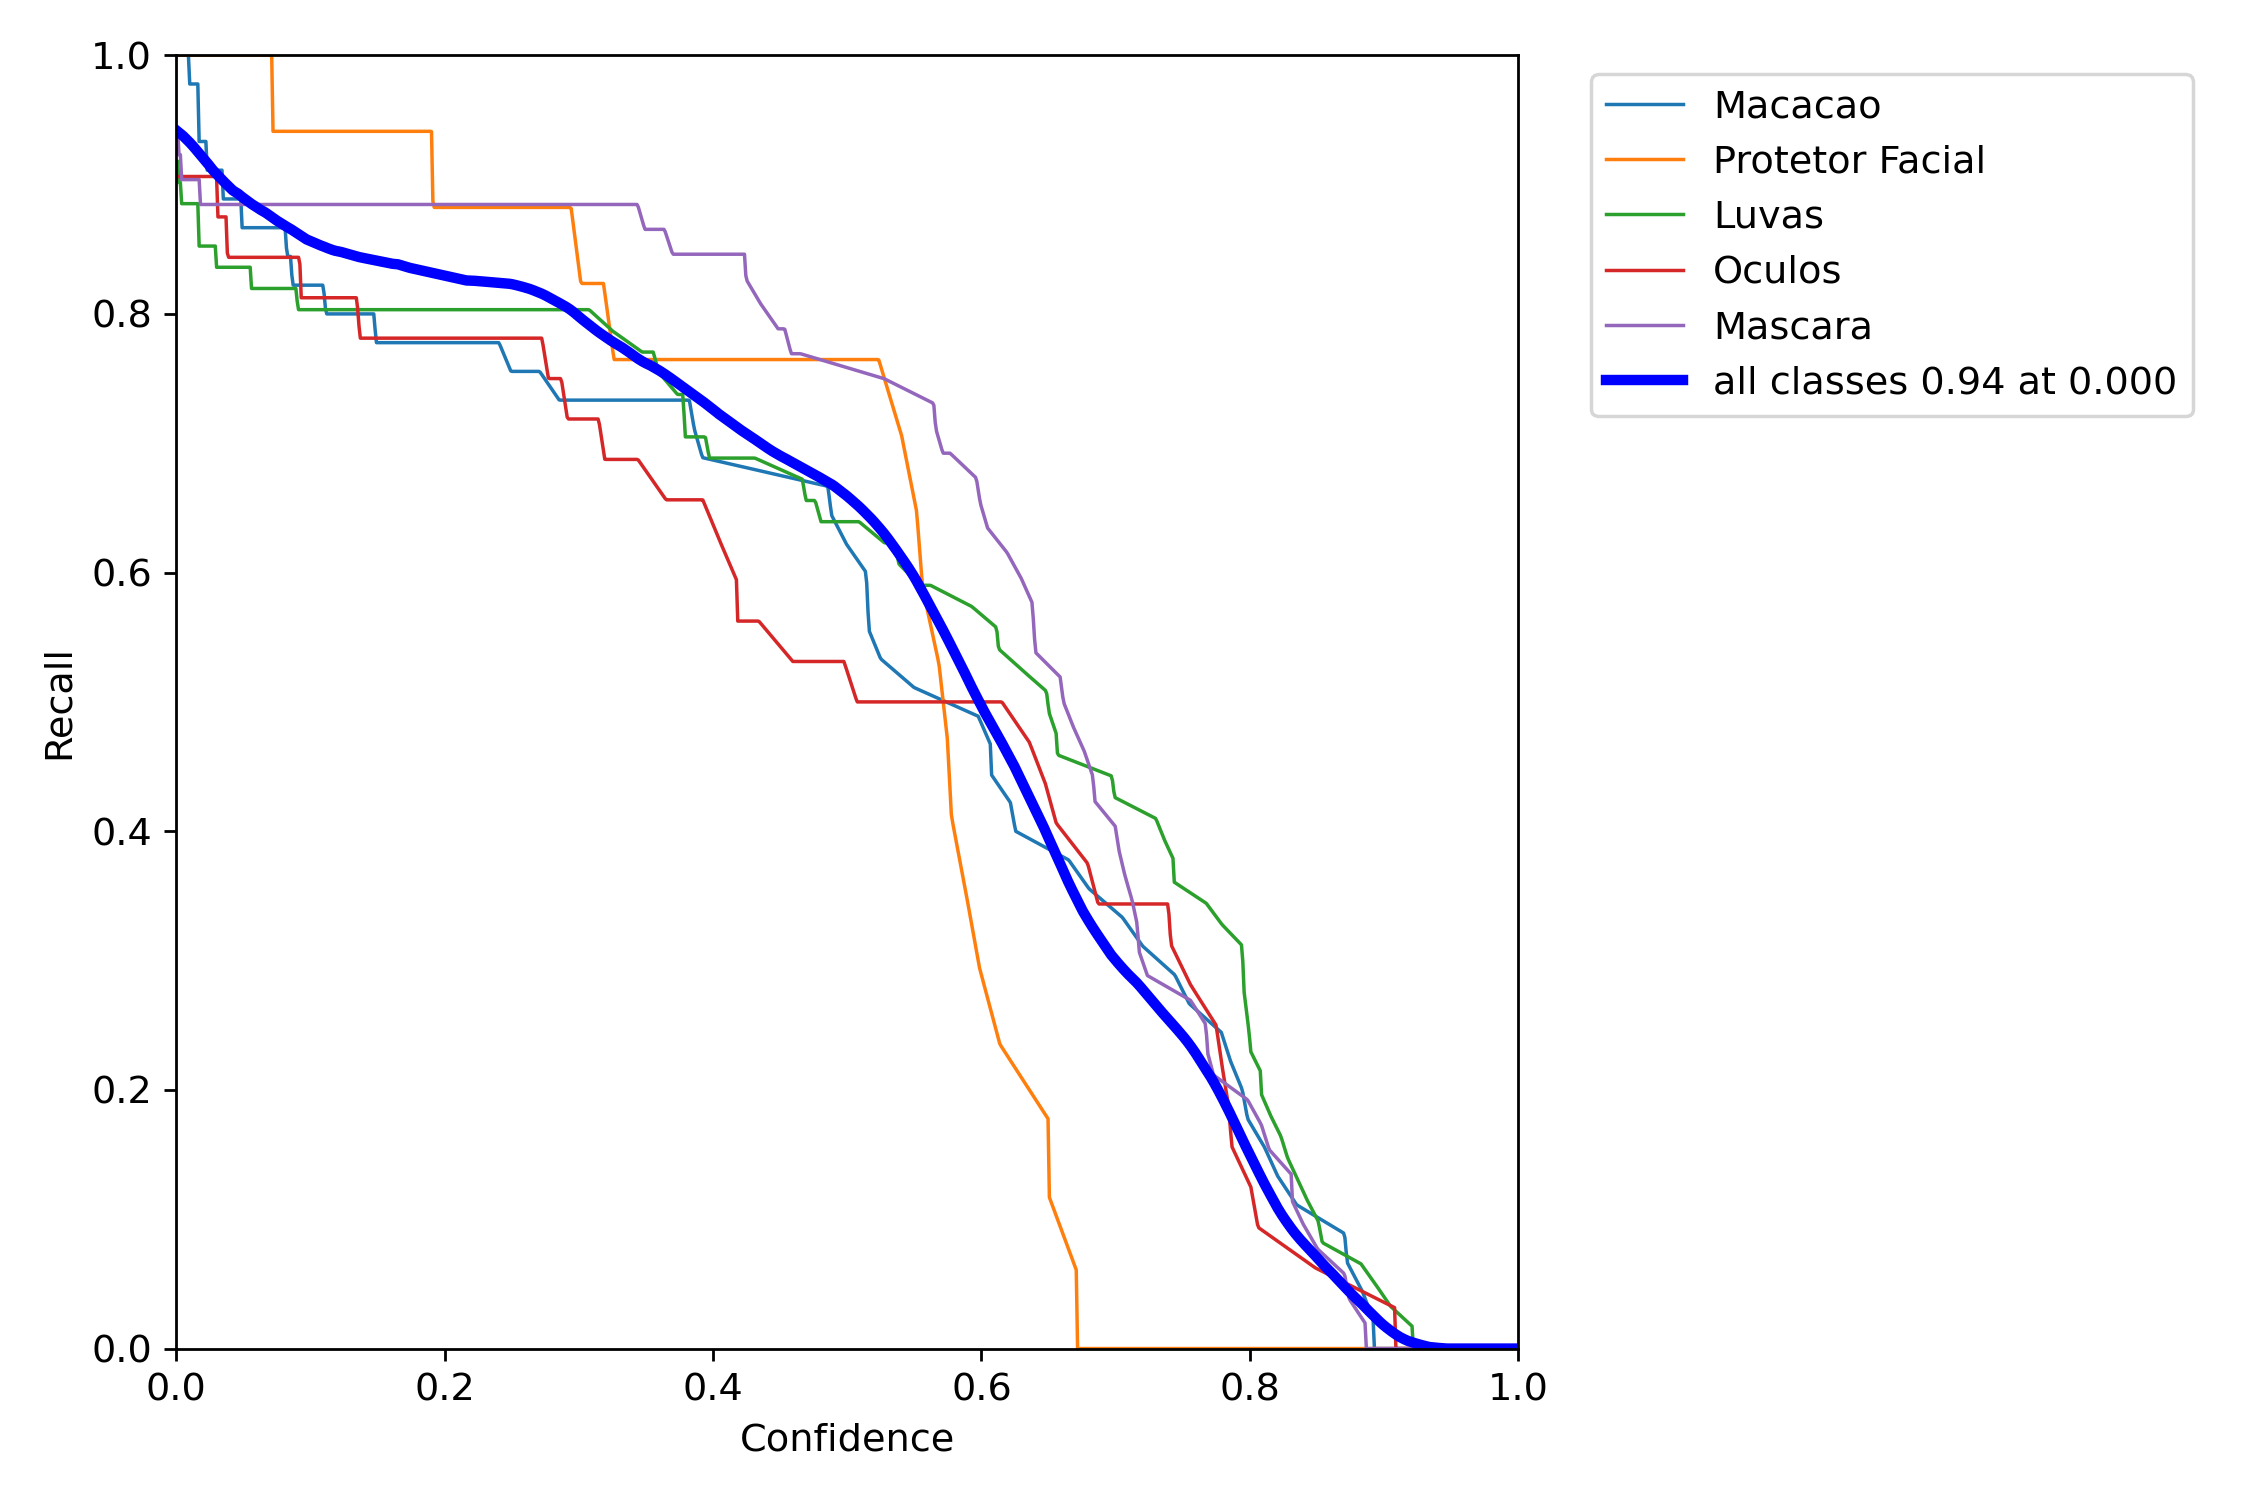 1.0
0.8
0.6
0.4
0.2
0.0
Recall
0.0 0.2 0.4 0.6 0.8 1.0
Confidence
Macacao
Protetor Facial
Luvas
Oculos
Mascara
all classes 0.94 at 0.000